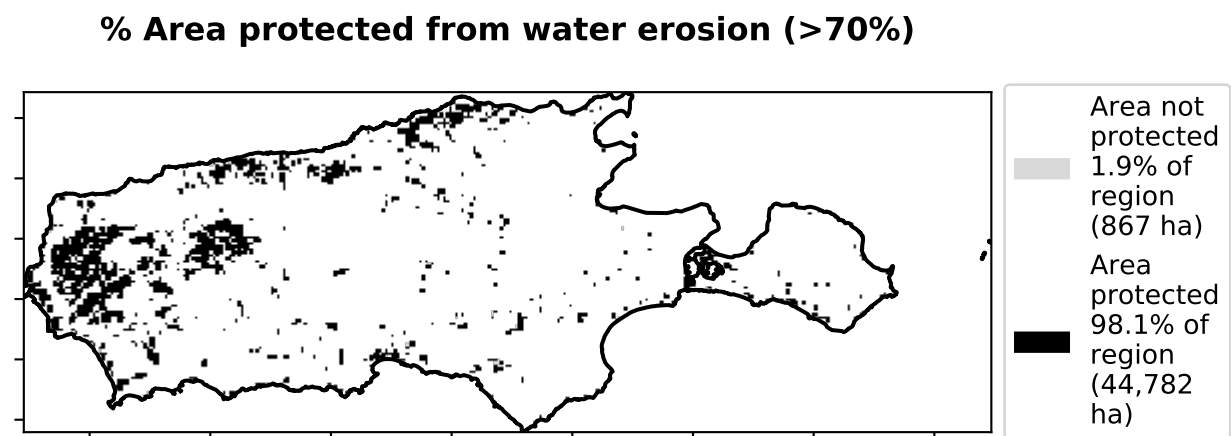 % Area protected from water erosion (>70%)
Area not
protected
1.9% of
region
(867 ha)
Area
protected
98.1% of
region
(44,782
ha)